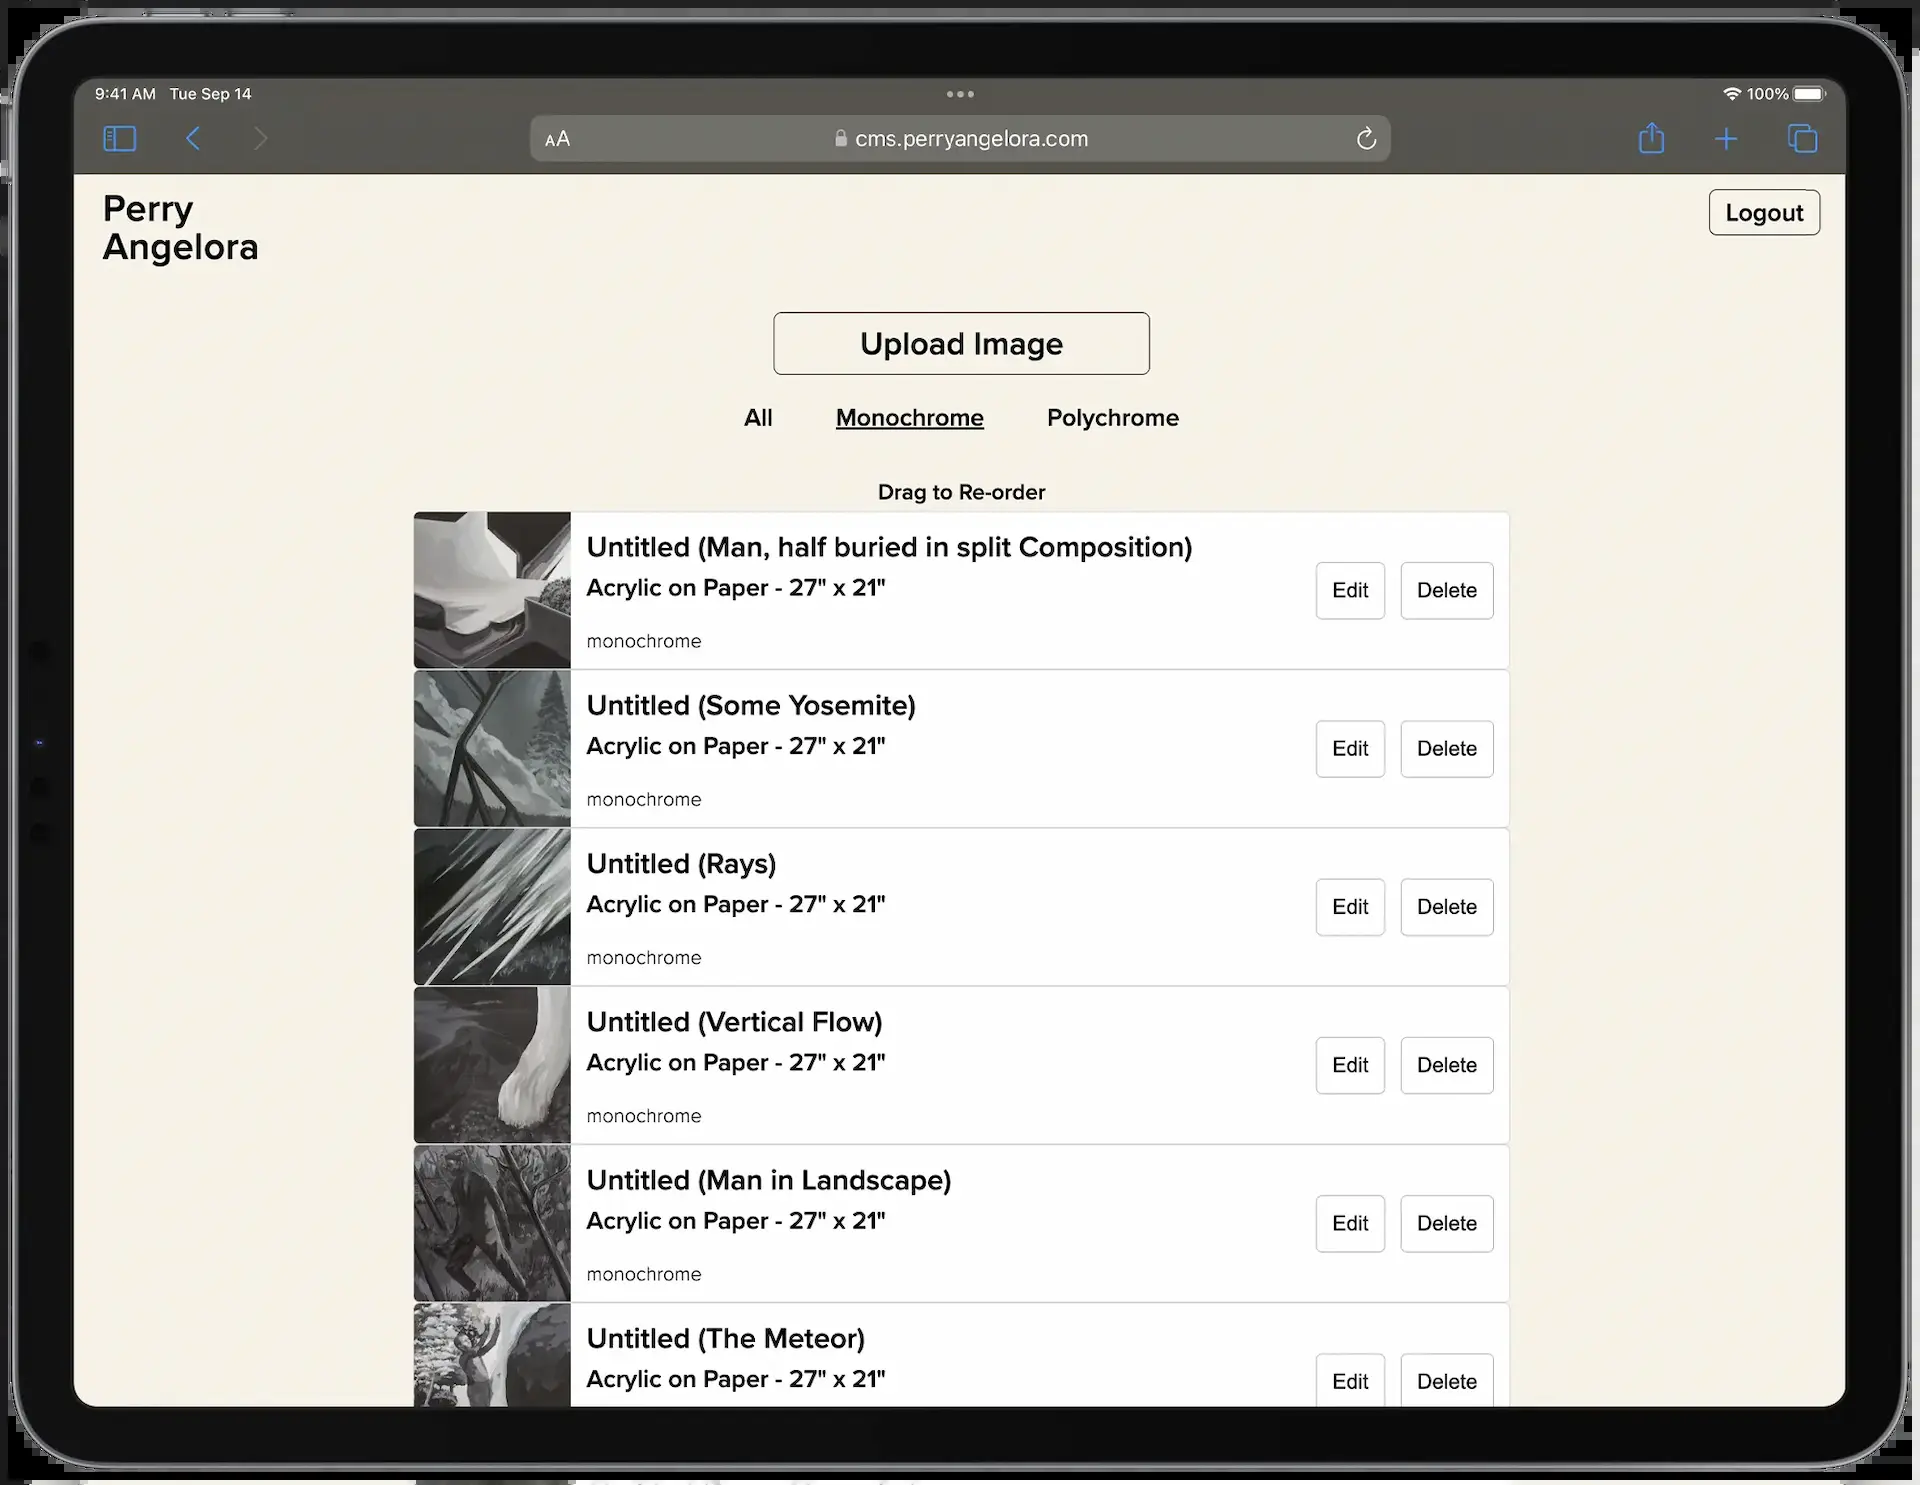 9:41 AM Tue Sep 14
100%
AA
cms.perryangelora.com
Perry
Angelora
Logout
Upload Image
All Monochrome Polychrome
Drag to Re-order
Untitled (Man, half buried in split Composition)
Acrylic on Paper - 27" x 21"
monochrome
Edit Delete
Untitled (Some Yosemite)
Acrylic on Paper - 27" x 21"
monochrome
Edit Delete
Untitled (Rays)
Acrylic on Paper - 27" x 21"
monochrome
Edit Delete
Untitled (Vertical Flow)
Acrylic on Paper - 27" x 21"
monochrome
Edit Delete
Untitled (Man in Landscape)
Acrylic on Paper - 27" x 21"
monochrome
Edit Delete
Untitled (The Meteor)
Acrylic on Paper - 27" x 21"
Edit Delete